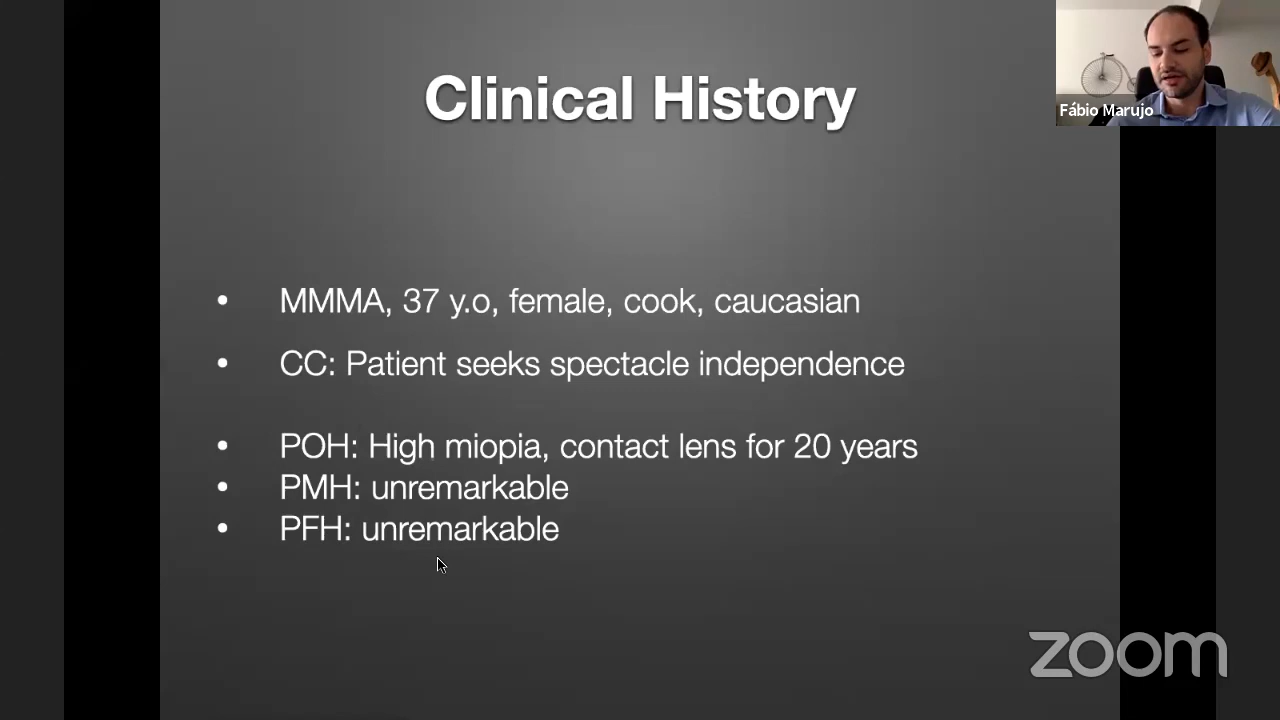 Clinical History
Fábio Marujo
• MMMA, 37 y.o, female, cook, caucasian
• CC: Patient seeks spectacle independence
• POH: High miopia, contact lens for 20 years
• PMH: unremarkable
• PFH: unremarkable
zoom